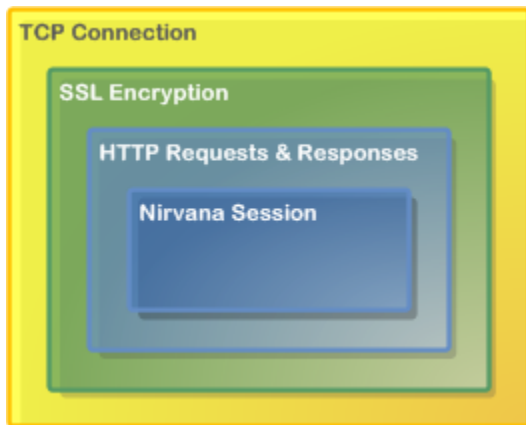 TCP Connection
SSL Encryption
HTTP Requests & Responses
Nirvana Session